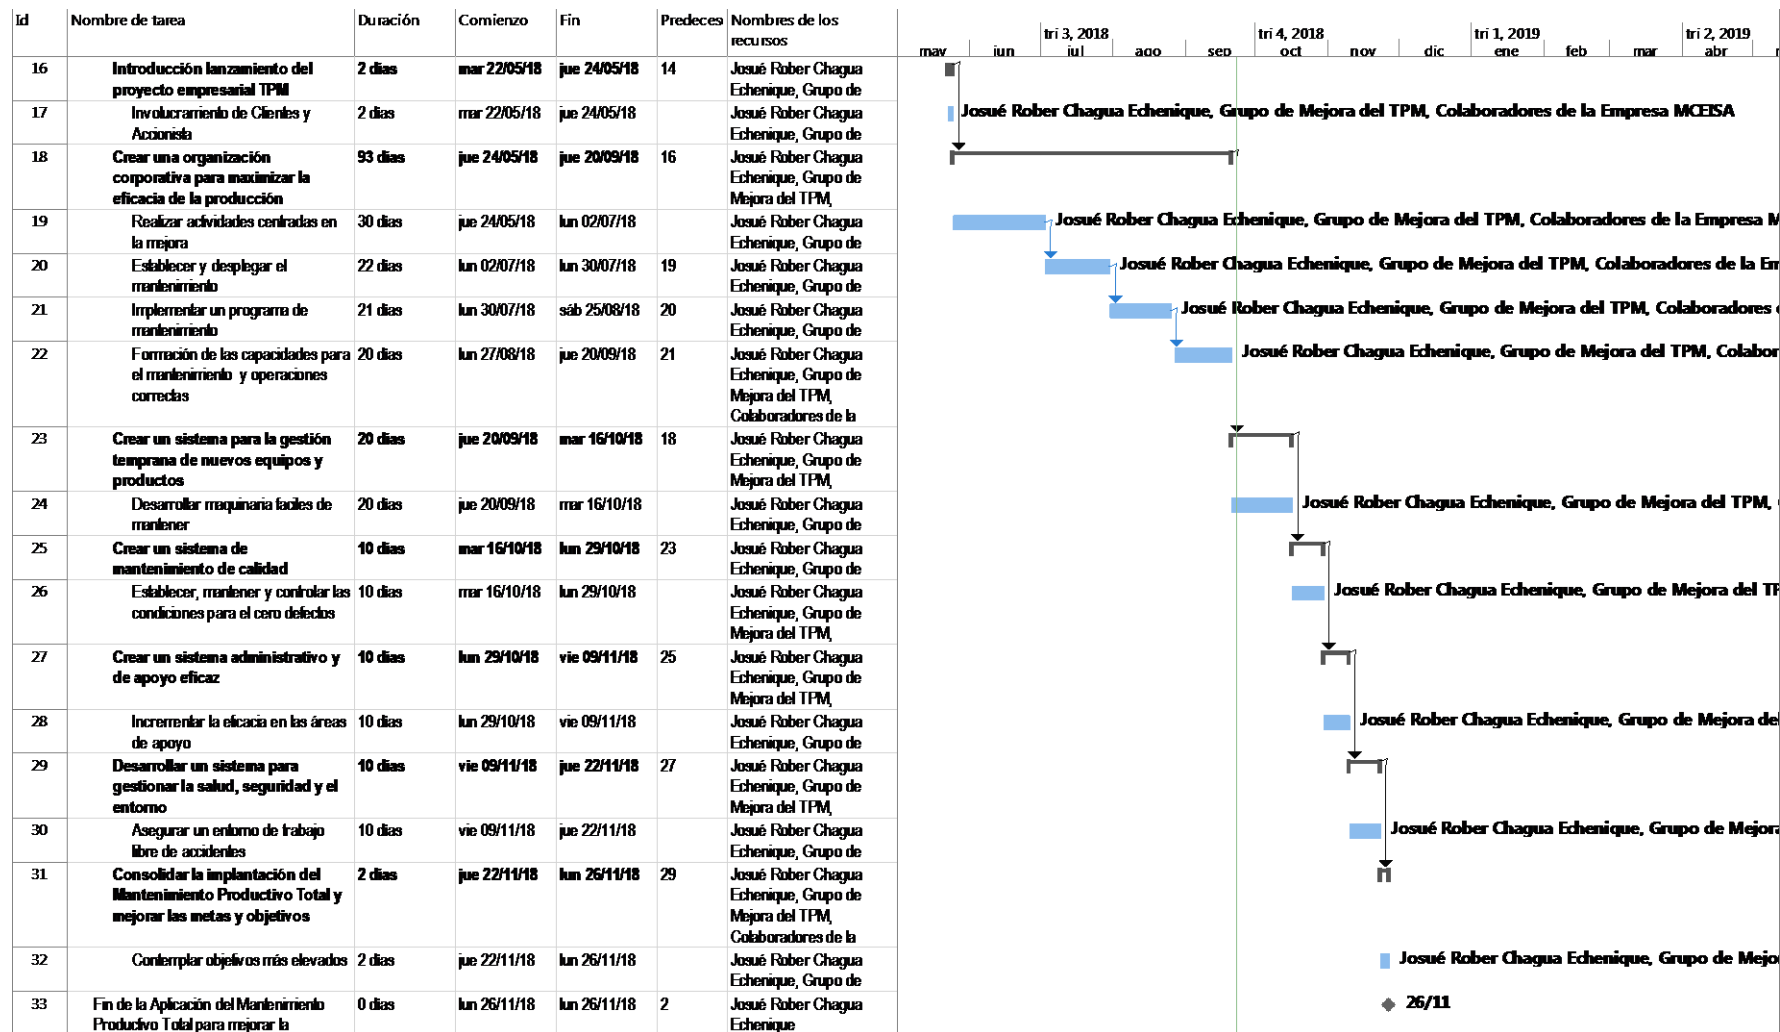 Id Nombre de tarea Duración Comienzo Fin Predeces Nombres de los
recursos
tri 3, 2018 tri 4, 2018 tri 1, 2019 tri 2, 2019
may jun jul ago sep oct nov dic ene feb mar abr
16 Introducción lanzamiento del 2 días mar 22/05/18 jue 24/05/18 14 Josué Rober Chagua
proyecto empresarial TPM Echenique, Grupo de
17 Involucramiento de Clientes y 2 días mar 22/05/18 jue 24/05/18 Josué Rober Chagua Josué Rober Chagua Echenique, Grupo de Mejora del TPM, Colaboradores de la Empresa MCEISA
Accionista Echenique, Grupo de
18 Crear una organización 93 días jue 24/05/18 jue 20/09/18 16 Josué Rober Chagua
corporativa para maximizar la Echenique, Grupo de
eficacia de la producción Mejora del TPM,
19 Realizar actividades centradas en 30 días jue 24/05/18 lun 02/07/18 Josué Rober Chagua Josué Rober Chagua Echenique, Grupo de Mejora del TPM, Colaboradores de la Empresa M
la mejora Echenique, Grupo de
20 Establecer y desplegar el 22 días lun 02/07/18 lun 30/07/18 19 Josué Rober Chagua Josué Rober Chagua Echenique, Grupo de Mejora del TPM, Colaboradores de la Em
mantenimiento Echenique, Grupo de
21 Implementar un programa de 21 días lun 30/07/18 sáb 25/08/18 20 Josué Rober Chagua Josué Rober Chagua Echenique, Grupo de Mejora del TPM, Colaboradores
mantenimiento Echenique, Grupo de
22 Formación de las capacidades para 20 días lun 27/08/18 jue 20/09/18 21 Josué Rober Chagua Josué Rober Chagua Echenique, Grupo de Mejora del TPM, Colabor
el mantenimiento y operaciones Echenique, Grupo de
correctas Mejora del TPM,
Colaboradores de la
23 Crear un sistema para la gestión 20 días jue 20/09/18 mar 16/10/18 18 Josué Rober Chagua
temprana de nuevos equipos y Echenique, Grupo de
productos Mejora del TPM,
24 Desarrollar maquinaria faciles de 20 días jue 20/09/18 mar 16/10/18 Josué Rober Chagua Josué Rober Chagua Echenique, Grupo de Mejora del TPM,
mantener Echenique, Grupo de
25 Crear un sistema de 10 días mar 16/10/18 lun 29/10/18 23 Josué Rober Chagua
mantenimiento de calidad Echenique, Grupo de
26 Establecer, mantener y controlar las 10 días mar 16/10/18 lun 29/10/18 Josué Rober Chagua Josué Rober Chagua Echenique, Grupo de Mejora del TP
condiciones para el cero defectos Echenique, Grupo de
Mejora del TPM,
27 Crear un sistema administrativo y 10 días lun 29/10/18 vie 09/11/18 25 Josué Rober Chagua
de apoyo eficaz Echenique, Grupo de
Mejora del TPM,
28 Incrementar la eficacia en las áreas 10 días lun 29/10/18 vie 09/11/18 Josué Rober Chagua Josué Rober Chagua Echenique, Grupo de Mejora del
de apoyo Echenique, Grupo de
29 Desarrollar un sistema para 10 días vie 09/11/18 jue 22/11/18 27 Josué Rober Chagua
gestionar la salud, seguridad y el Echenique, Grupo de
entorno Mejora del TPM,
30 Asegurar un entorno de trabajo 10 días vie 09/11/18 jue 22/11/18 Josué Rober Chagua Josué Rober Chagua Echenique, Grupo de Mejora
libre de accidentes Echenique, Grupo de
31 Consolidar la implantación del 2 días jue 22/11/18 lun 26/11/18 29 Josué Rober Chagua
Mantenimiento Productivo Total y Echenique, Grupo de
mejorar las metas y objetivos Mejora del TPM,
Colaboradores de la
32 Contemplar objetivos más elevados 2 días jue 22/11/18 lun 26/11/18 Josué Rober Chagua Josué Rober Chagua Echenique, Grupo de Mejo
Echenique, Grupo de
33 Fin de la Aplicación del Mantenimiento 0 días lun 26/11/18 lun 26/11/18 2 Josué Rober Chagua 26/11
Productivo Total para mejorar la Echenique